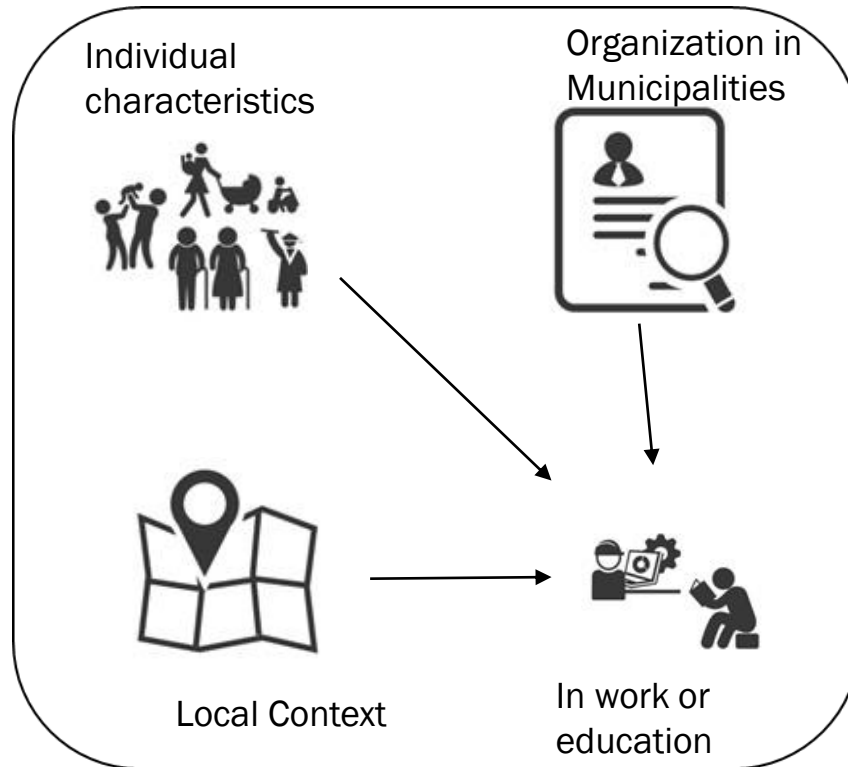 Individual
characteristics
Organization in
Municipalities
Local Context
In work or
education